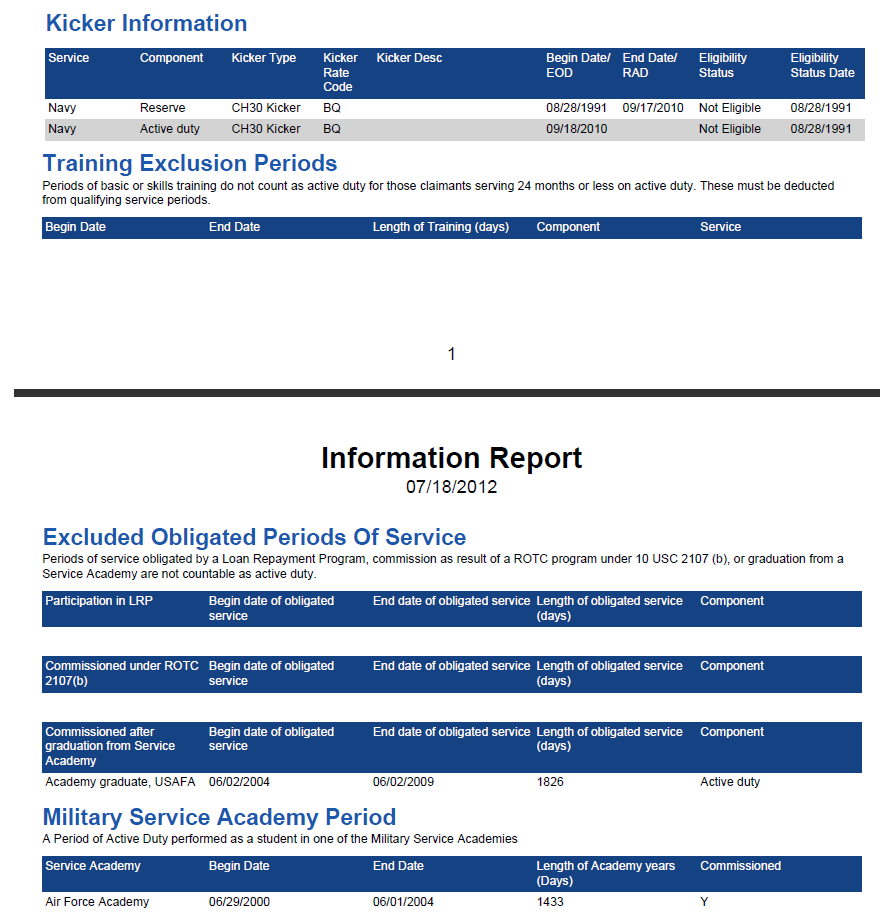 Kicker Information
Service Component Kicker Type Kicker Rate Code Kicker Desc Begin Date/ EOD End Date/ RAD Eligibility Status Eligibility Status Date
Navy Reserve CH30 Kicker BQ 08/28/1991 09/17/2010 Not Eligible 08/28/1991
Navy Active duty CH30 Kicker BQ 09/18/2010 Not Eligible 08/28/1991
Training Exclusion Periods
Periods of basic or skills training do not count as active duty for those claimants serving 24 months or less on active duty. These must be deducted
from qualifying service periods.
Begin Date End Date Length of Training (days) Component Service
1
Information Report
07/18/2012
Excluded Obligated Periods Of Service
Periods of service obligated by a Loan Repayment Program, commission as result of a ROTC program under 10 USC 2107 (b), or graduation from a
Service Academy are not countable as active duty.
Participation in LRP Begin date of obligated service End date of obligated service Length of obligated service (days) Component
Commissioned under ROTC 2107(b) Begin date of obligated service End date of obligated service Length of obligated service (days) Component
Commissioned after graduation from Service Academy Begin date of obligated service End date of obligated service Length of obligated service (days) Component
Academy graduate, USAFA 06/02/2004 06/02/2009 1826 Active duty
Military Service Academy Period
A Period of Active Duty performed as a student in one of the Military Service Academies
Service Academy Begin Date End Date Length of Academy years (Days) Commissioned
Air Force Academy 06/29/2000 06/01/2004 1433 Y